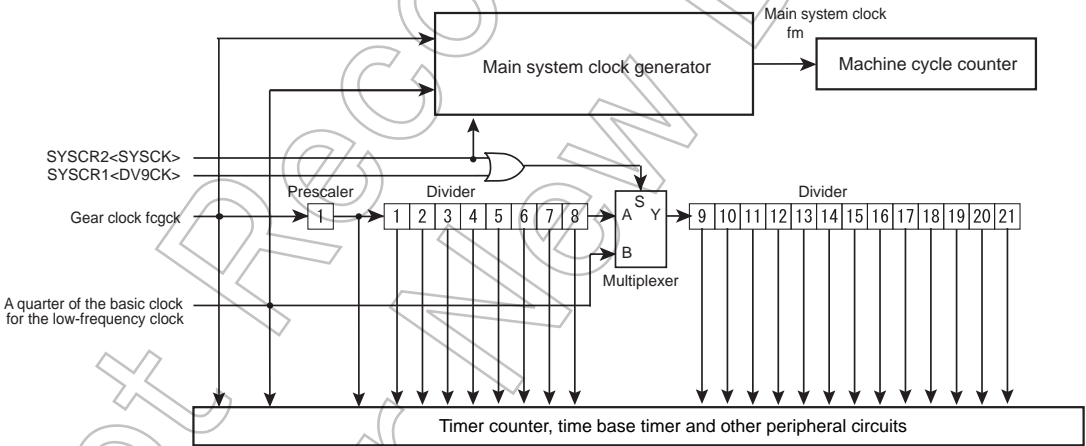 Main system clock
fm
Main system clock generator
Machine cycle counter
SYSCR2<SYSCK>
SYSCR1<DV9CK>
Prescaler
Divider
Divider
Gear clock fcgck
1
1 2 3 4 5 6 7 8
A
S
Y
B
9 10 11 12 13 14 15 16 17 18 19 20 21
Multiplexer
A quarter of the basic clock
for the low-frequency clock
Timer counter, time base timer and other peripheral circuits